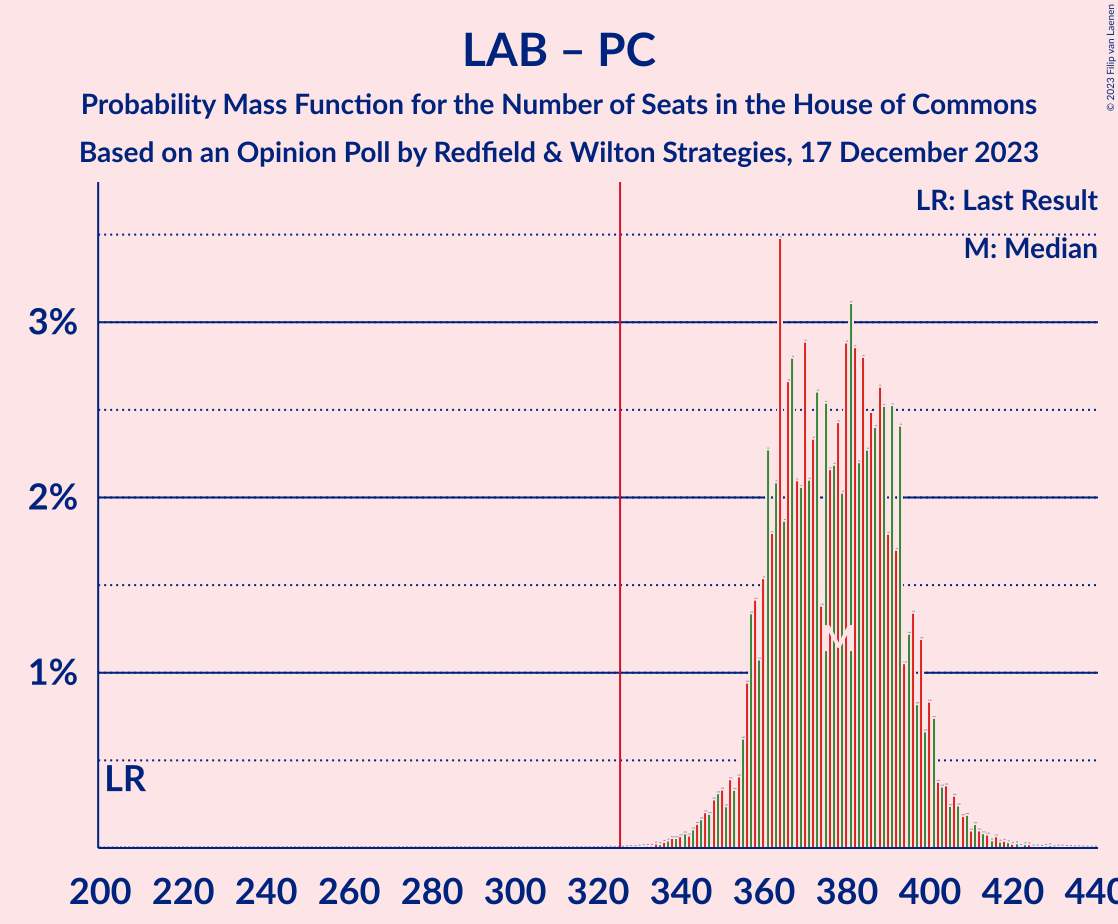 LAB – PC
Probability Mass Function for the Number of Seats in the House of Commons
Based on an Opinion Poll by Redfield & Wilton Strategies, 17 December 2023
© 2023 Filip van Laenen
LR: Last Result
M: Median
3%
2%
1%
LR
M
200 220 240 260 280 300 320 340 360 380 400 420 440